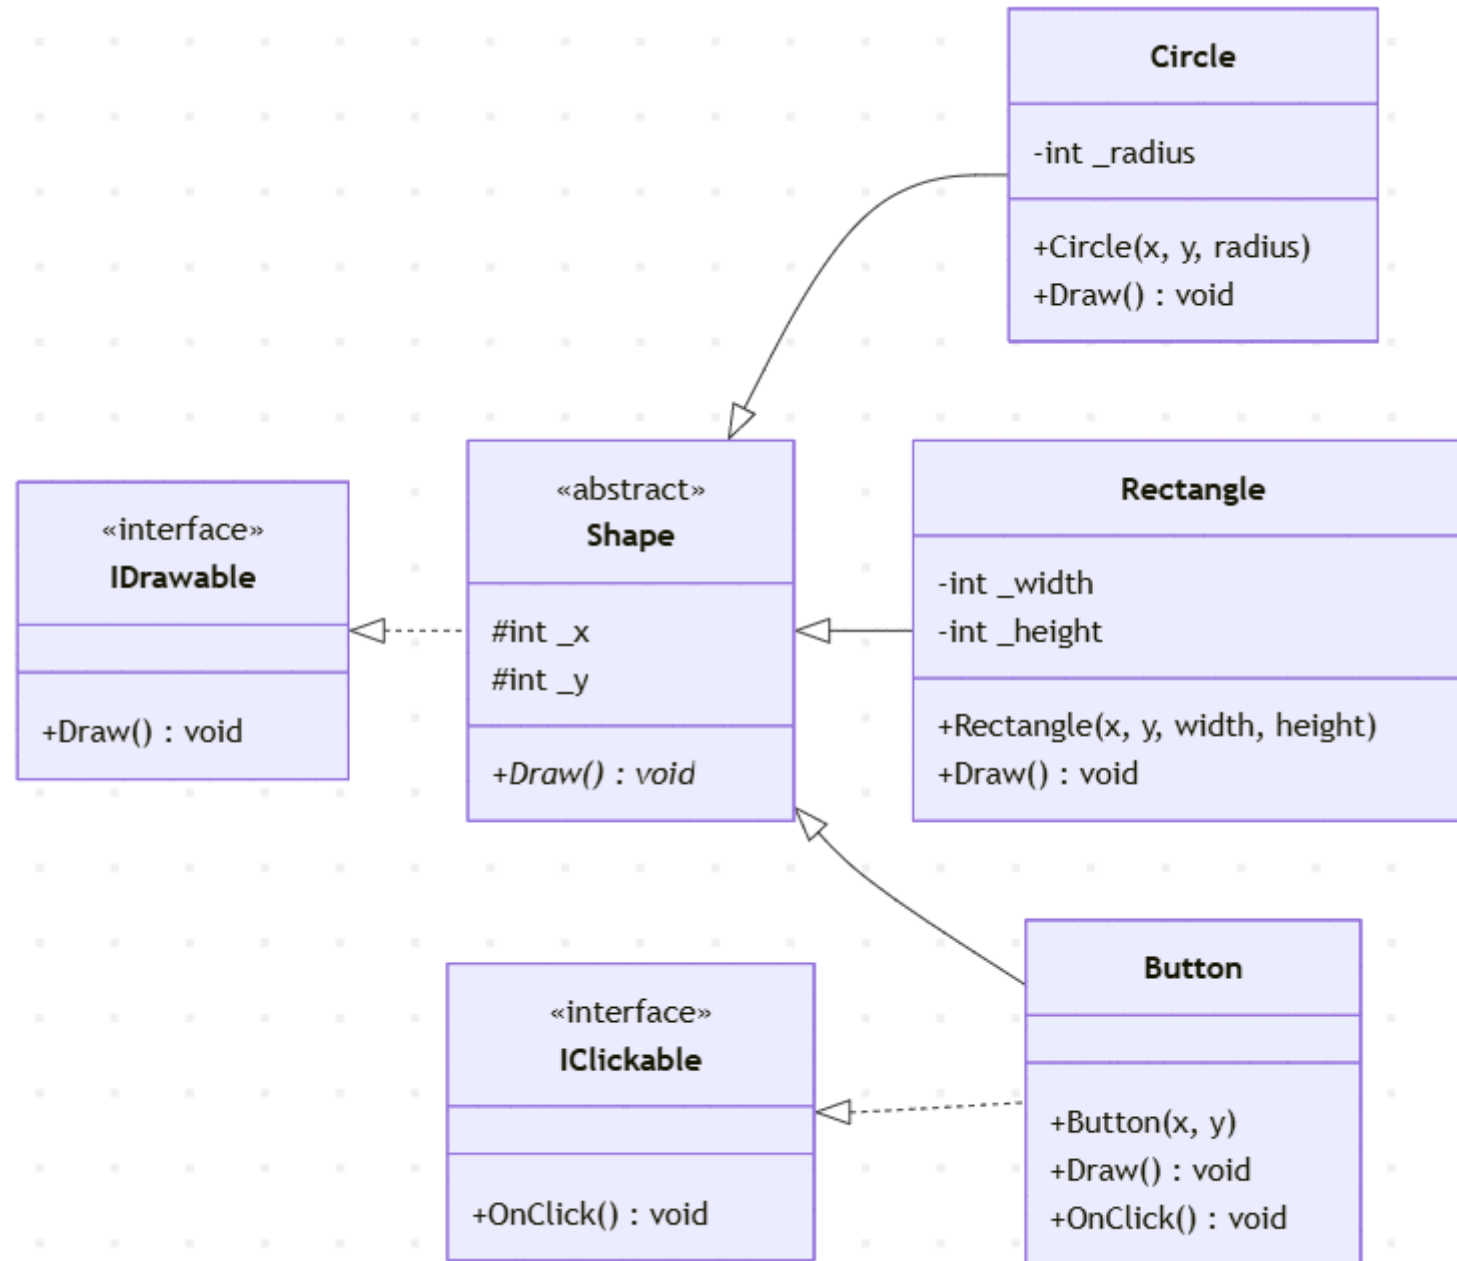 Circle
-int _radius
+Circle(x, y, radius)
+Draw() : void
«interface»
IDrawable
+Draw() : void
«abstract»
Shape
#int _x
#int _y
+Draw() : void
Rectangle
-int _width
-int _height
+Rectangle(x, y, width, height)
+Draw() : void
«interface»
IClickable
+OnClick() : void
Button
+Button(x, y)
+Draw() : void
+OnClick() : void